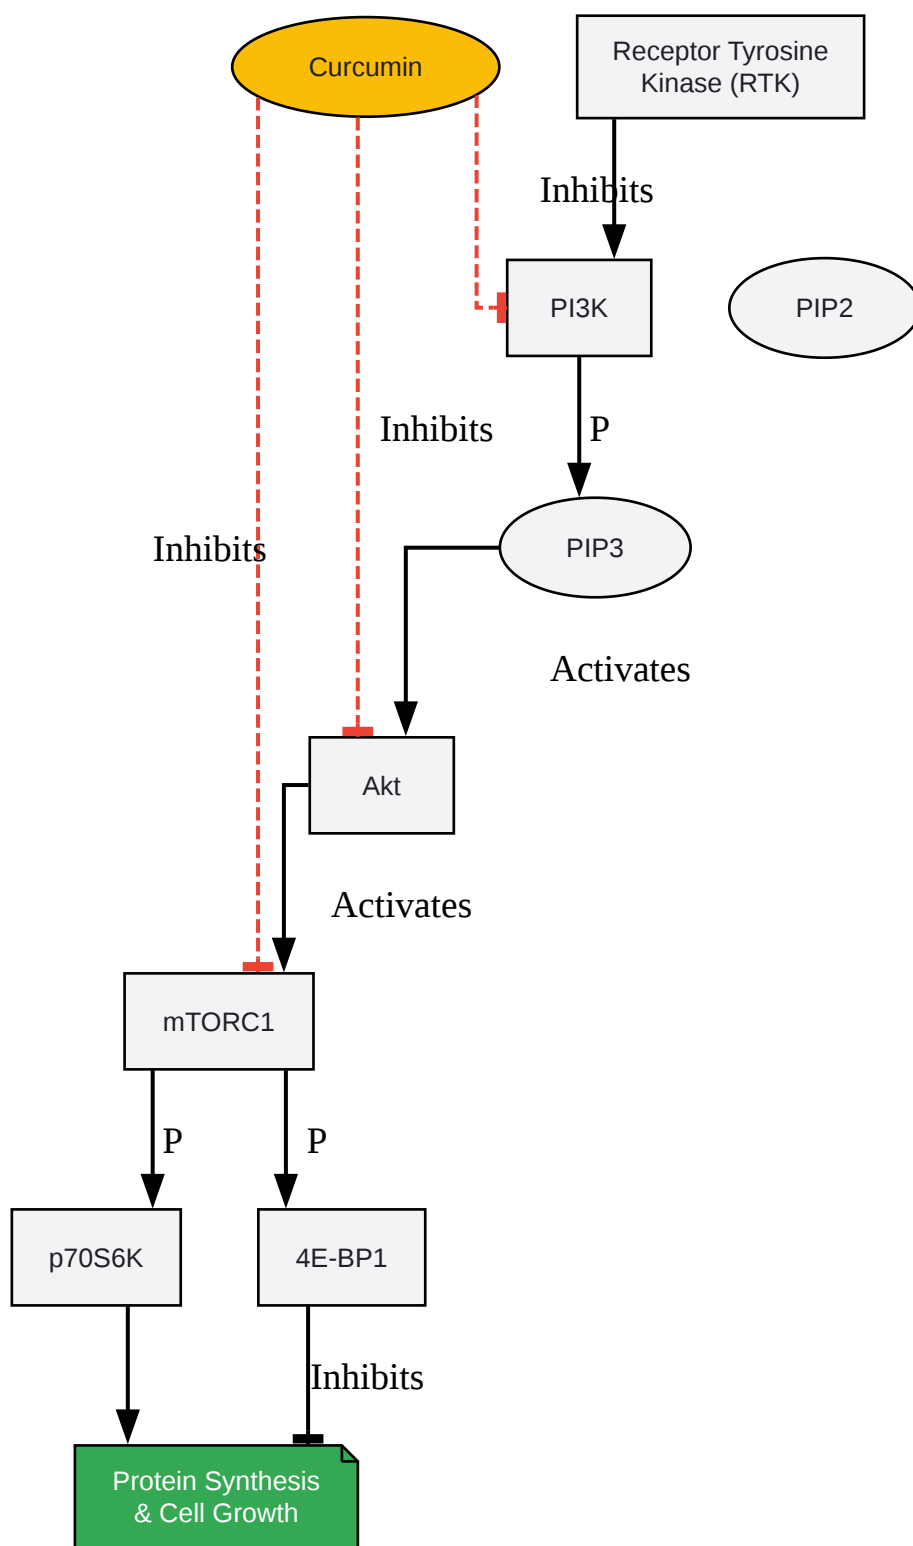 Curcumin
Receptor Tyrosine
Kinase (RTK)
Inhibits
PI3K
PIP2
Inhibits
P
Inhibits
PIP3
Activates
Akt
Activates
mTORC1
P
P
p70S6K
4E-BP1
Inhibits
Protein Synthesis
& Cell Growth